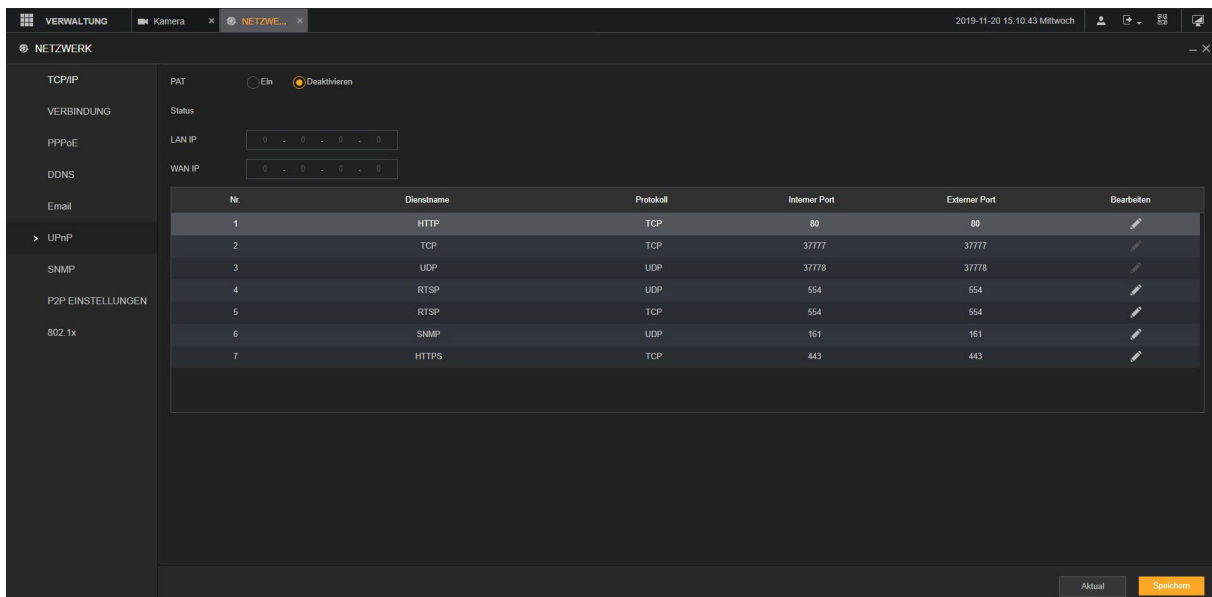 VERWALTUNG Kamera × NETZWE... × 2019-11-20 15:10:43 Mittwoch
NETZWERK
TCP/IP
VERBINDUNG
PPPoE
DDNS
Email
> UPnP
SNMP
P2P EINSTELLUNGEN
802.1x
PAT Ein Deaktivieren
Status
LAN IP 0 . 0 . 0 . 0
WAN IP 0 . 0 . 0 . 0
Nr. Dienstname Protokoll Interner Port Externer Port Bearbeiten
1 HTTP TCP 80 80
2 TCP TCP 37777 37777
3 UDP UDP 37778 37778
4 RTSP UDP 554 554
5 RTSP TCP 554 554
6 SNMP UDP 161 161
7 HTTPS TCP 443 443
Aktual Speichern